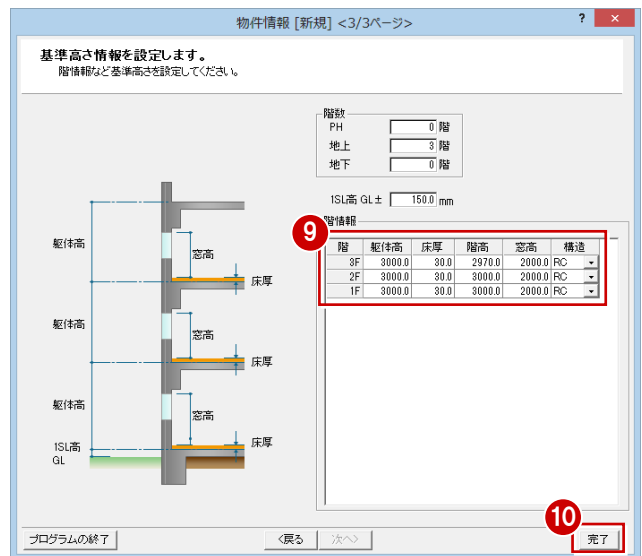 物件情報 [新規] <3/3ページ>
? ×
基準高さ情報を設定します。
階情報など基準高さを設定してください。
階数
PH 0 階
地上 3 階
地下 0 階
1SL高 GL± 150.0 mm
9
階情報
階 躯体高 床厚 階高 窓高 構造
3F 3000.0 30.0 2970.0 2000.0 RC
2F 3000.0 30.0 3000.0 2000.0 RC
1F 3000.0 30.0 3000.0 2000.0 RC
躯体高
窓高
床厚
躯体高
窓高
床厚
躯体高
窓高
床厚
1SL高
GL
10
プログラムの終了 <戻る 次へ> 完了